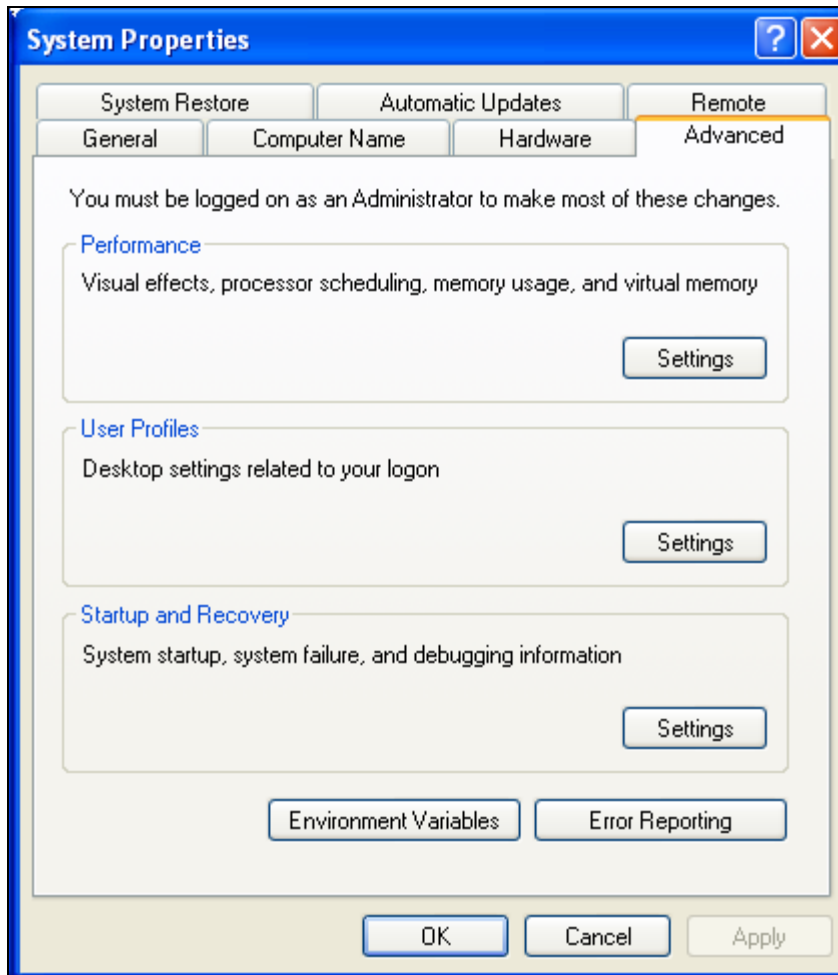 System Properties
System Restore Automatic Updates Remote
General Computer Name Hardware Advanced
You must be logged on as an Administrator to make most of these changes.
Performance
Visual effects, processor scheduling, memory usage, and virtual memory
Settings
User Profiles
Desktop settings related to your logon
Settings
Startup and Recovery
System startup, system failure, and debugging information
Settings
Environment Variables Error Reporting
OK Cancel Apply